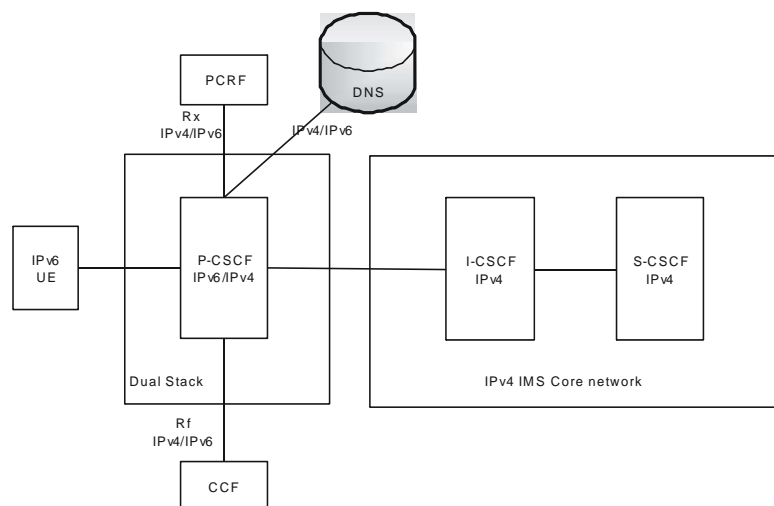 PCRF
DNS
Rx
IPv4/IPv6
IPv4/IPv6
IPv6
UE
P-CSCF
IPv6/IPv4
I-CSCF
IPv4
S-CSCF
IPv4
Dual Stack
IPv4 IMS Core network
Rf
IPv4/IPv6
CCF